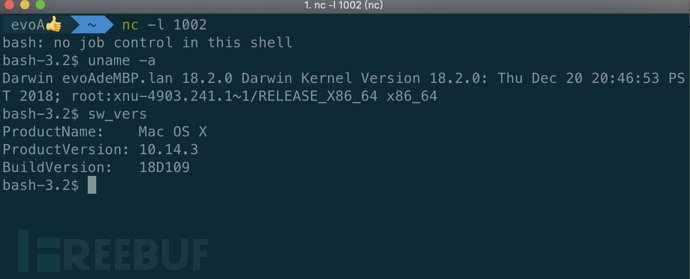 1. nc -l 1002 (nc)
evoA👍 ~ nc -l 1002
bash: no job control in this shell
bash-3.2$ uname -a
Darwin evoAdeMBP.lan 18.2.0 Darwin Kernel Version 18.2.0: Thu Dec 20 20:46:53 PS
T 2018; root:xnu-4903.241.1~1/RELEASE_X86_64 x86_64
bash-3.2$ sw_vers
ProductName:    Mac OS X
ProductVersion: 10.14.3
BuildVersion:   18D109
bash-3.2$
FREEBUF